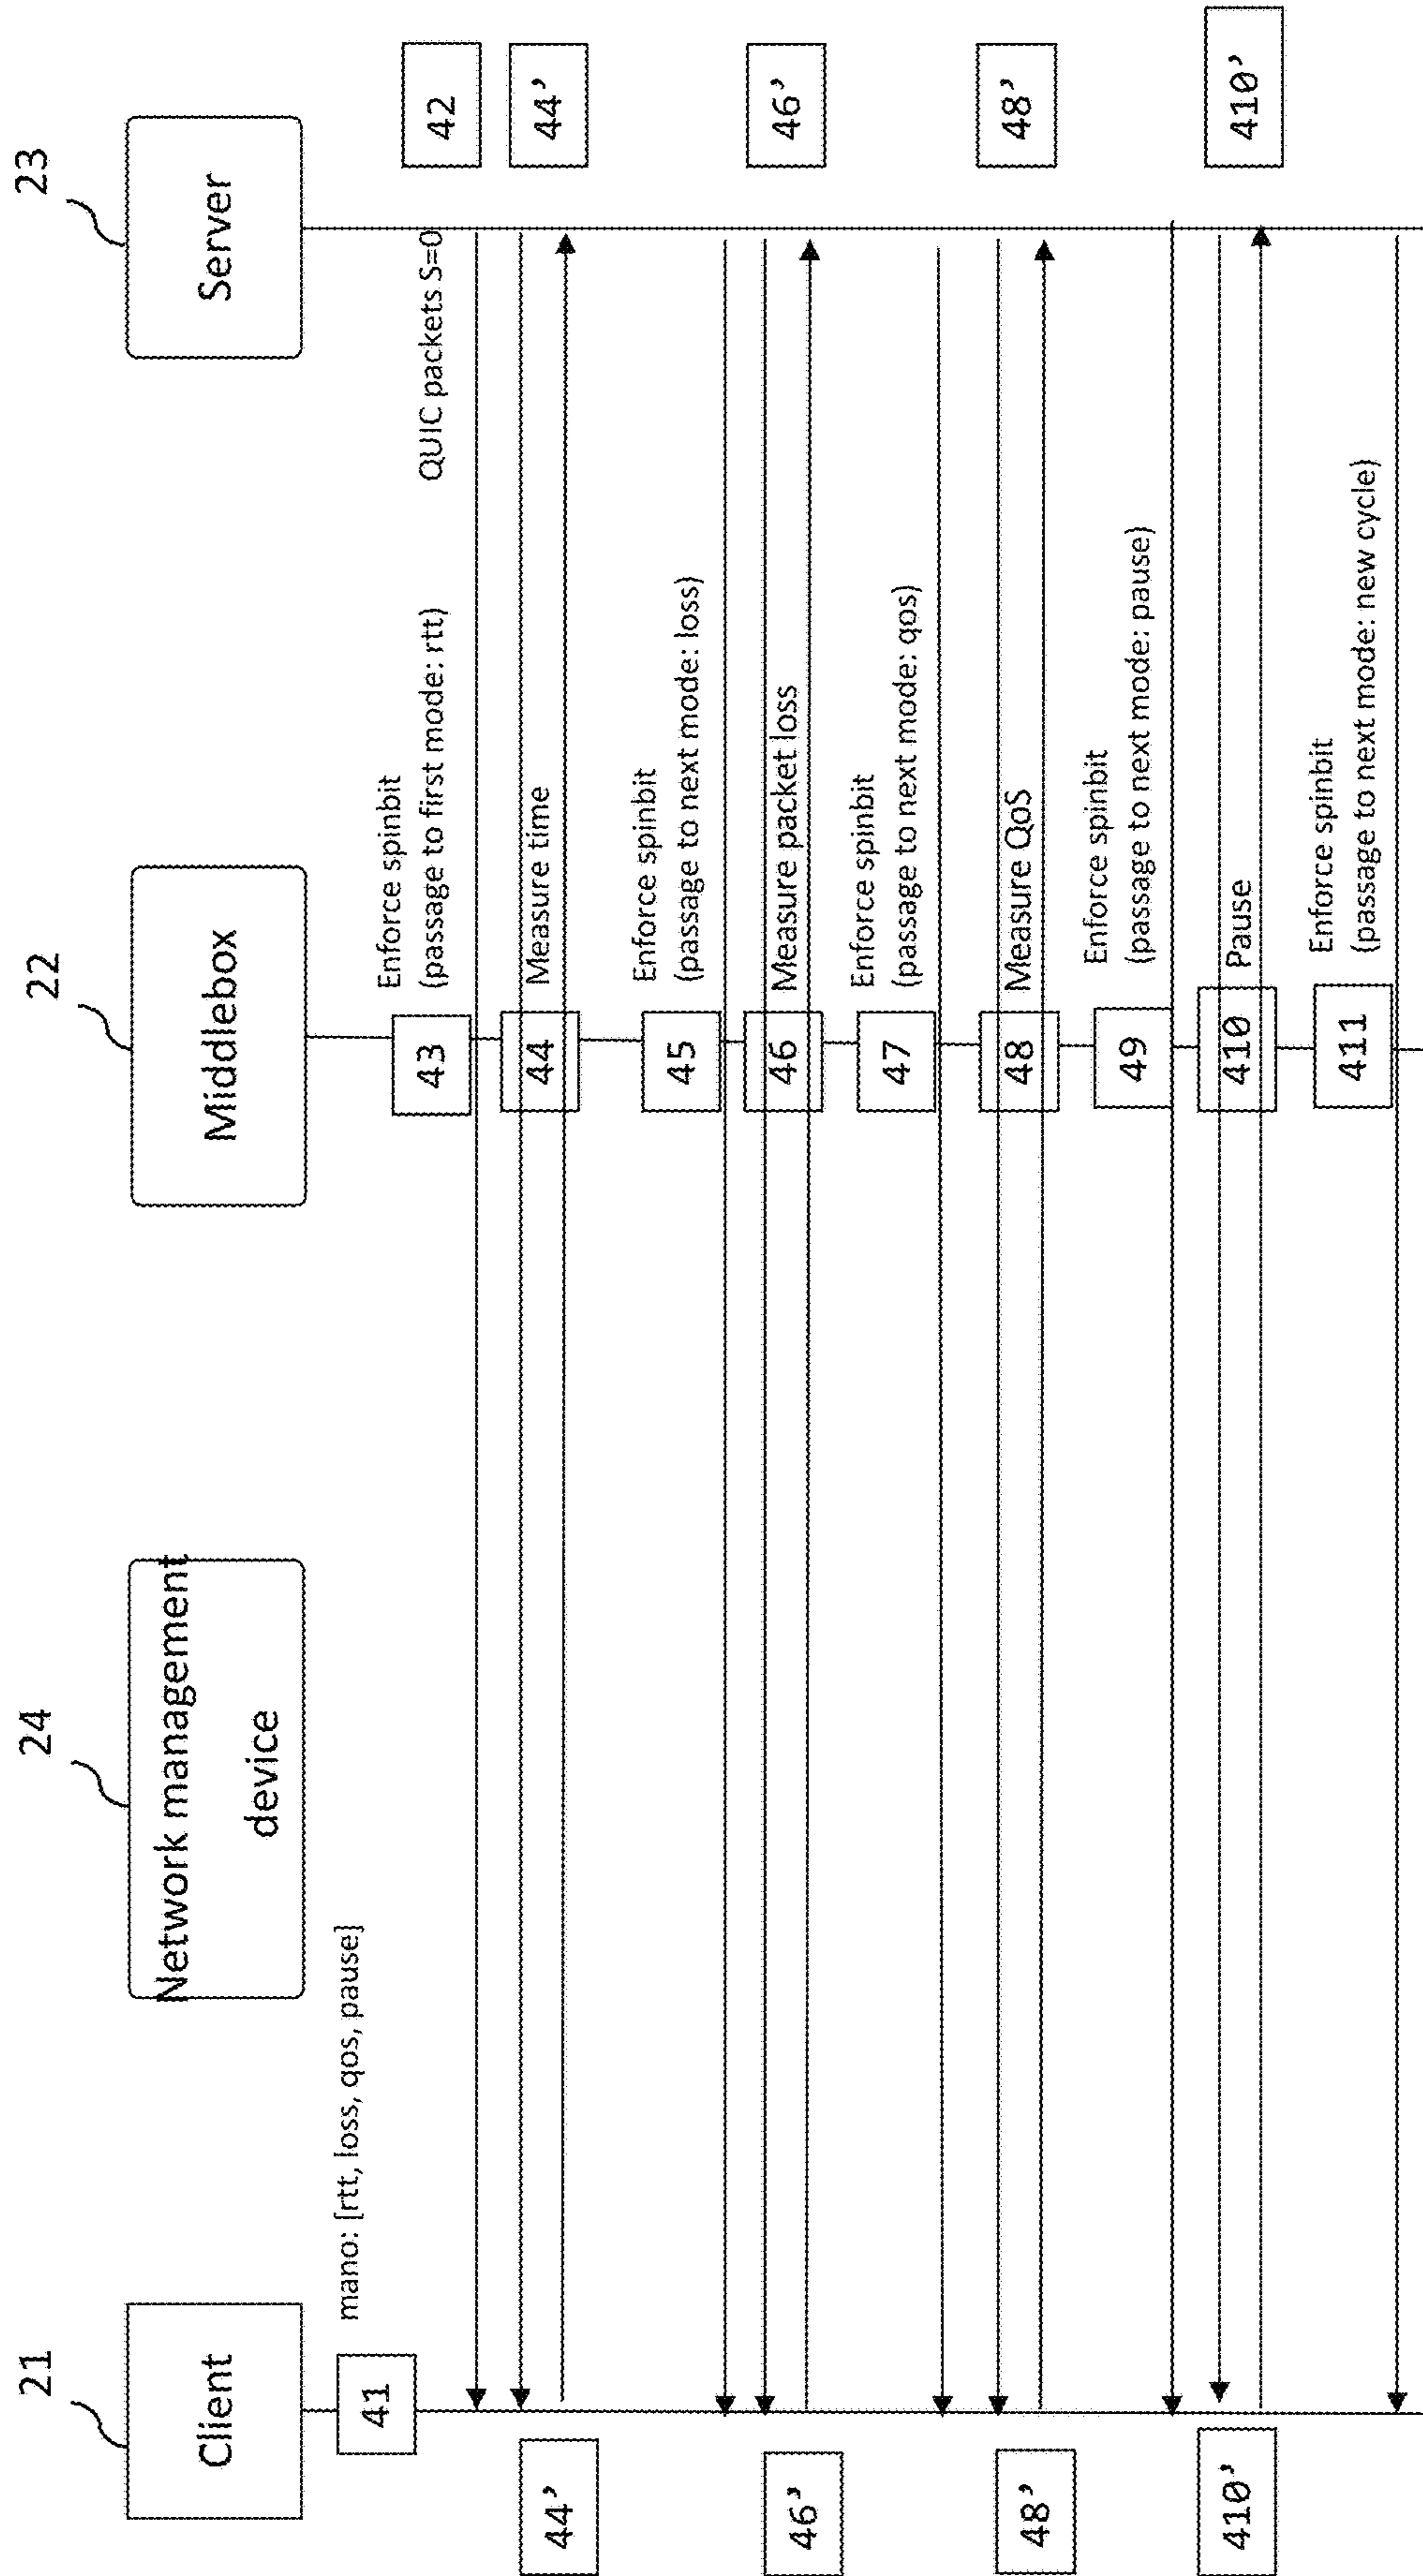 21
24
22
23
Client
Network management
device
Middlebox
Server
41
mano: [rtt, loss, qos, pause]
43
Enforce spinbit
(passage to first mode: rtt)
QUIC packets S=0
42
44'
44
Measure time
44'
45
Enforce spinbit
(passage to next mode: loss)
46'
46
Measure packet loss
46'
47
Enforce spinbit
(passage to next mode: qos)
48'
48
Measure QoS
48'
49
Enforce spinbit
(passage to next mode: pause)
410'
410
Pause
410'
411
Enforce spinbit
(passage to next mode: new cycle)